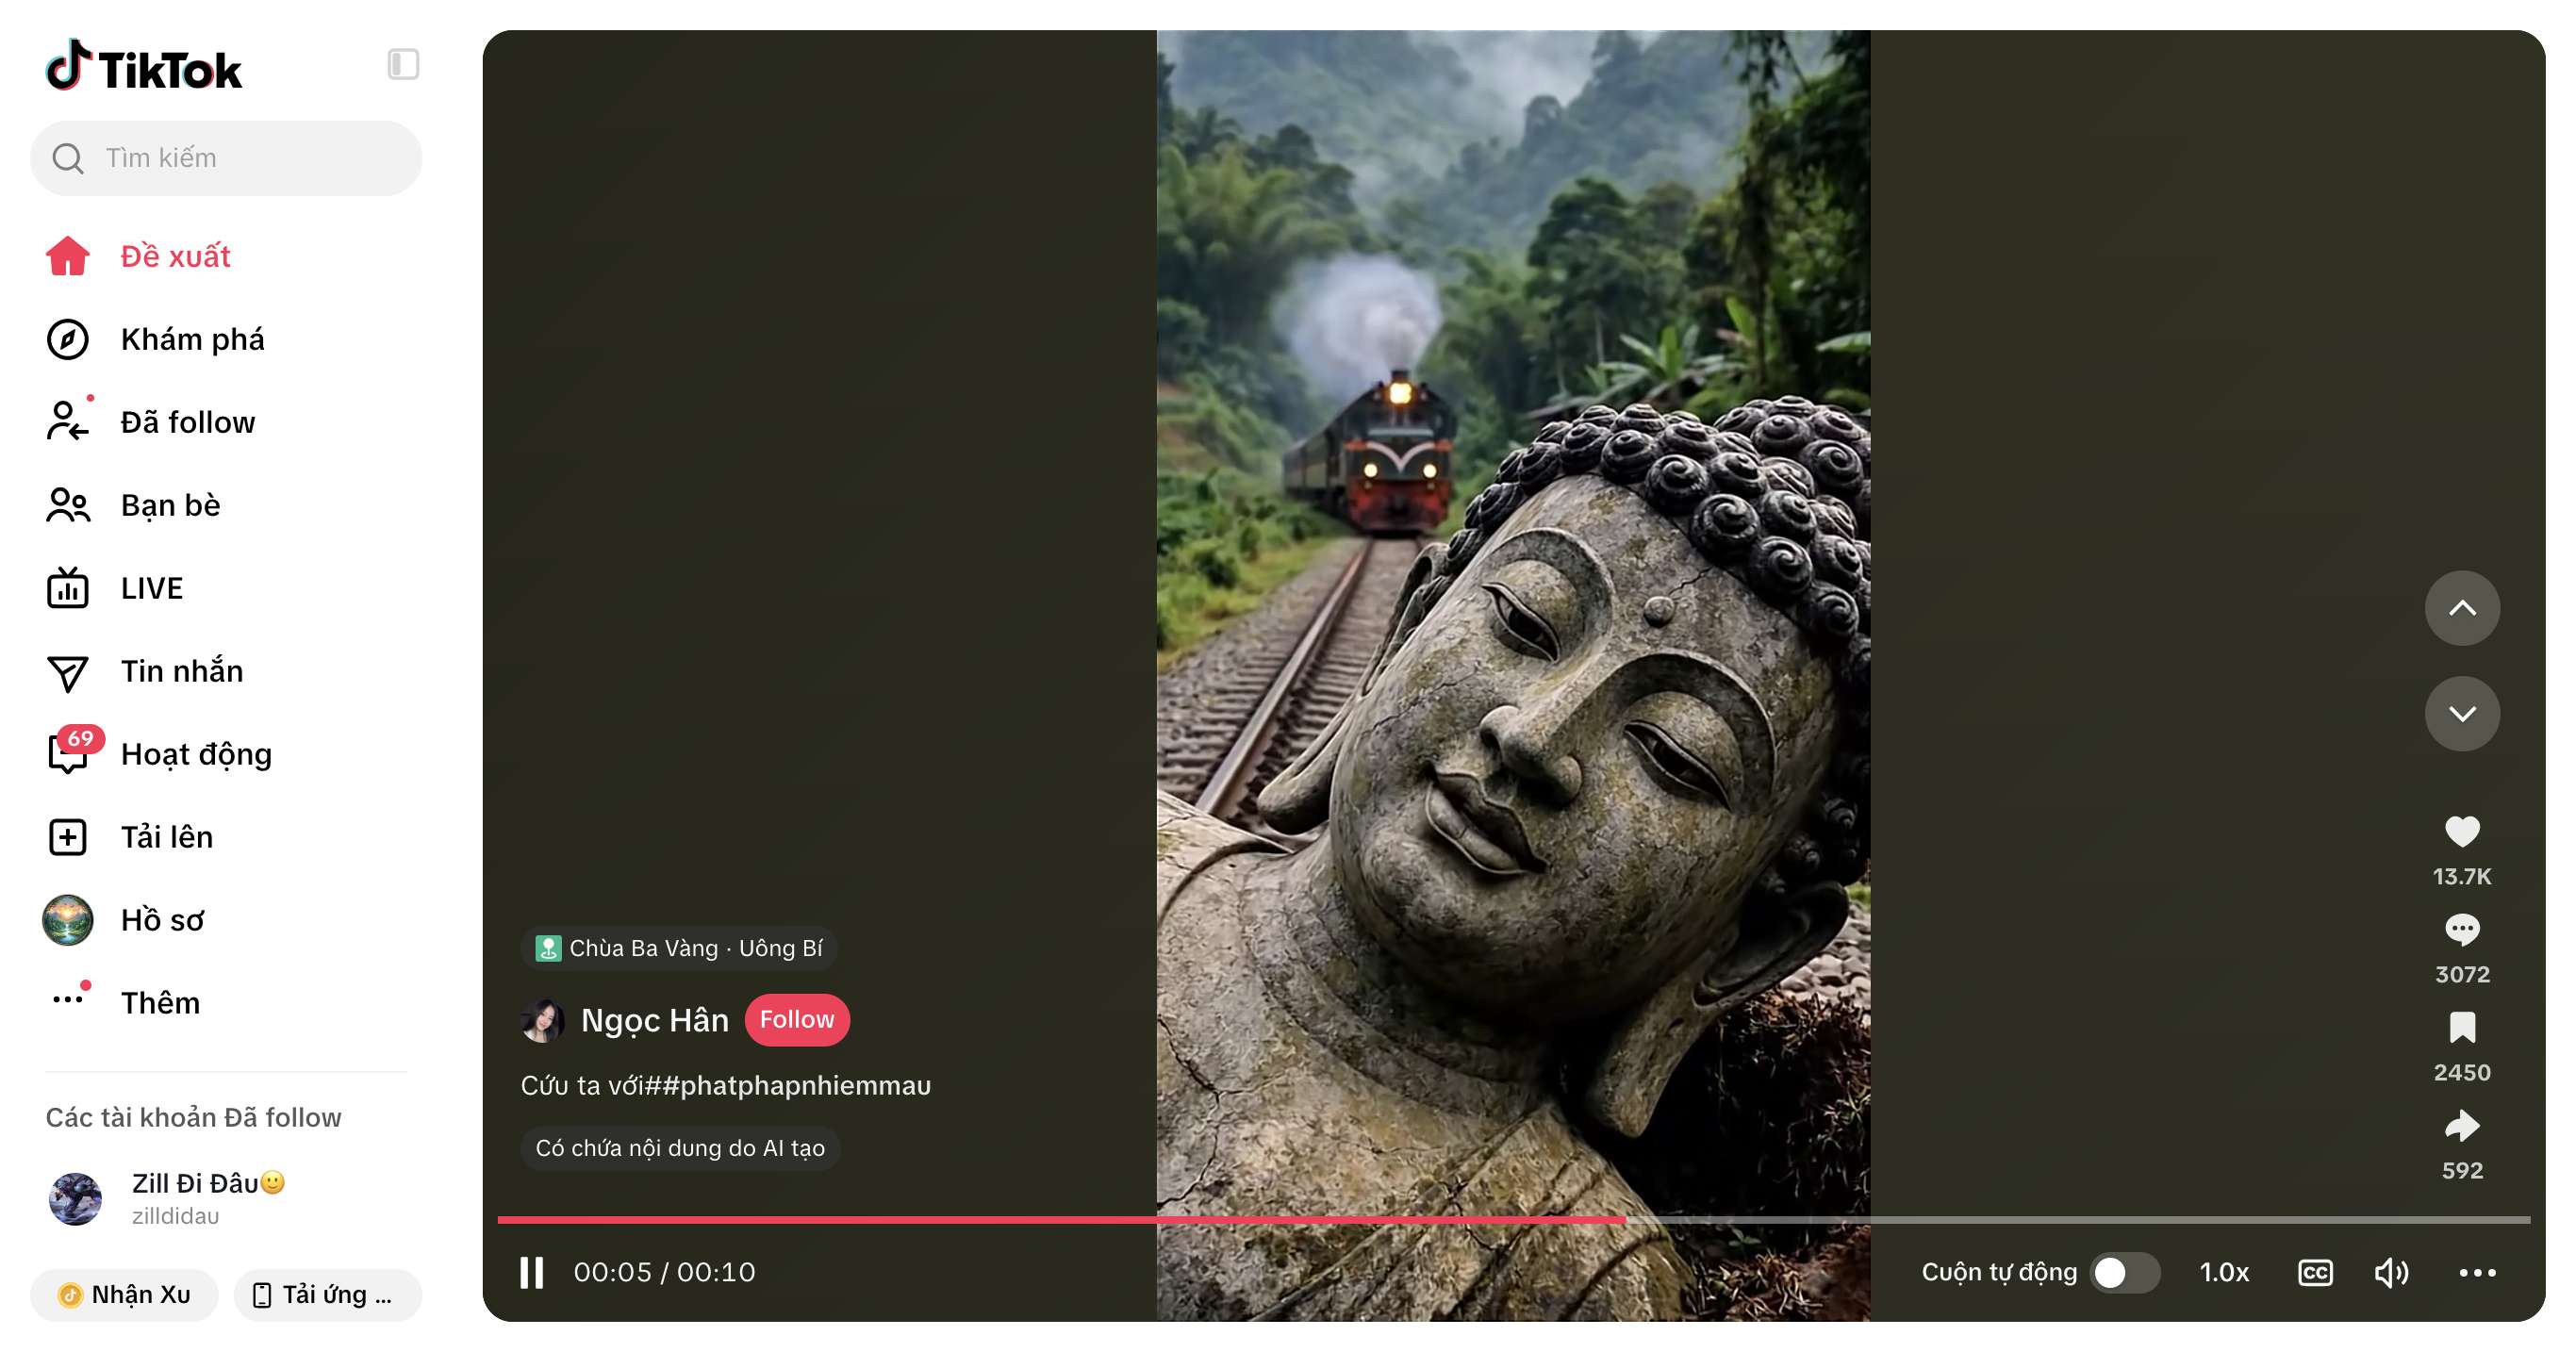 TikTok
Tìm kiếm
Đề xuất
Khám phá
Đã follow
Bạn bè
LIVE
Tin nhắn
69
Hoạt động
Tải lên
Hồ sơ
Thêm
Các tài khoản Đã follow
Zill Đi Đâu🙂
zilldidau
Nhận Xu
Tải ứng ...
Chùa Ba Vàng · Uông Bí
Ngọc Hân
Follow
Cứu ta với##phatphapnhiemmau
Có chứa nội dung do AI tạo
00:05 / 00:10
13.7K
3072
2450
592
Cuộn tự động
1.0x
CC